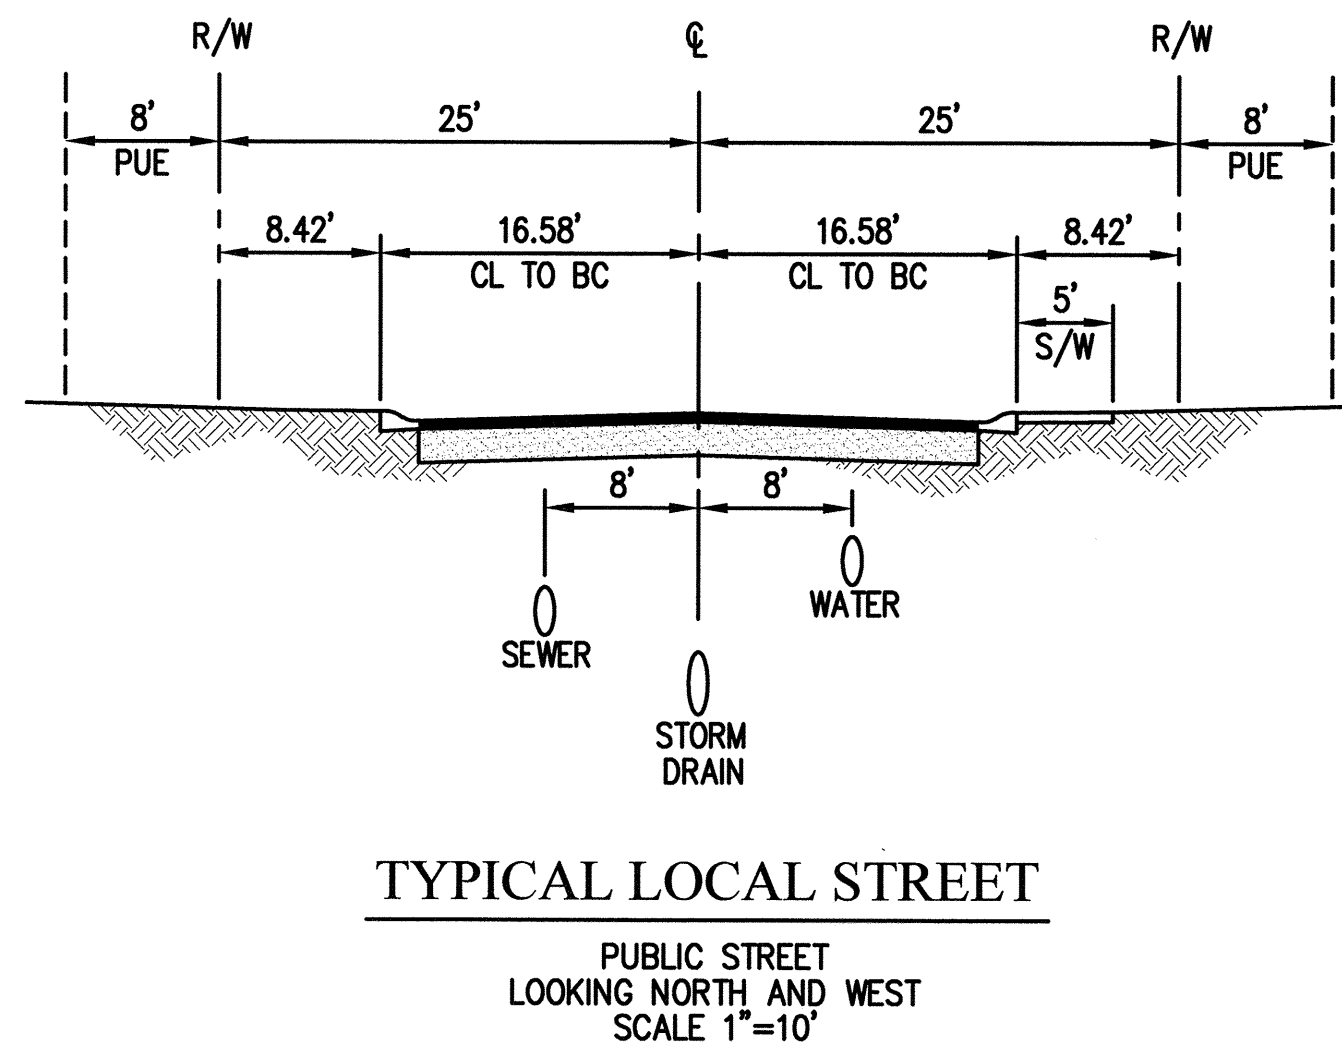 R/W ℄ R/W
8' 25' 25' 8'
PUE PUE
8.42' 16.58' 16.58' 8.42'
CL TO BC CL TO BC
5'
S/W
8' 8'
WATER
SEWER
STORM
DRAIN
TYPICAL LOCAL STREET
PUBLIC STREET
LOOKING NORTH AND WEST
SCALE 1"=10'